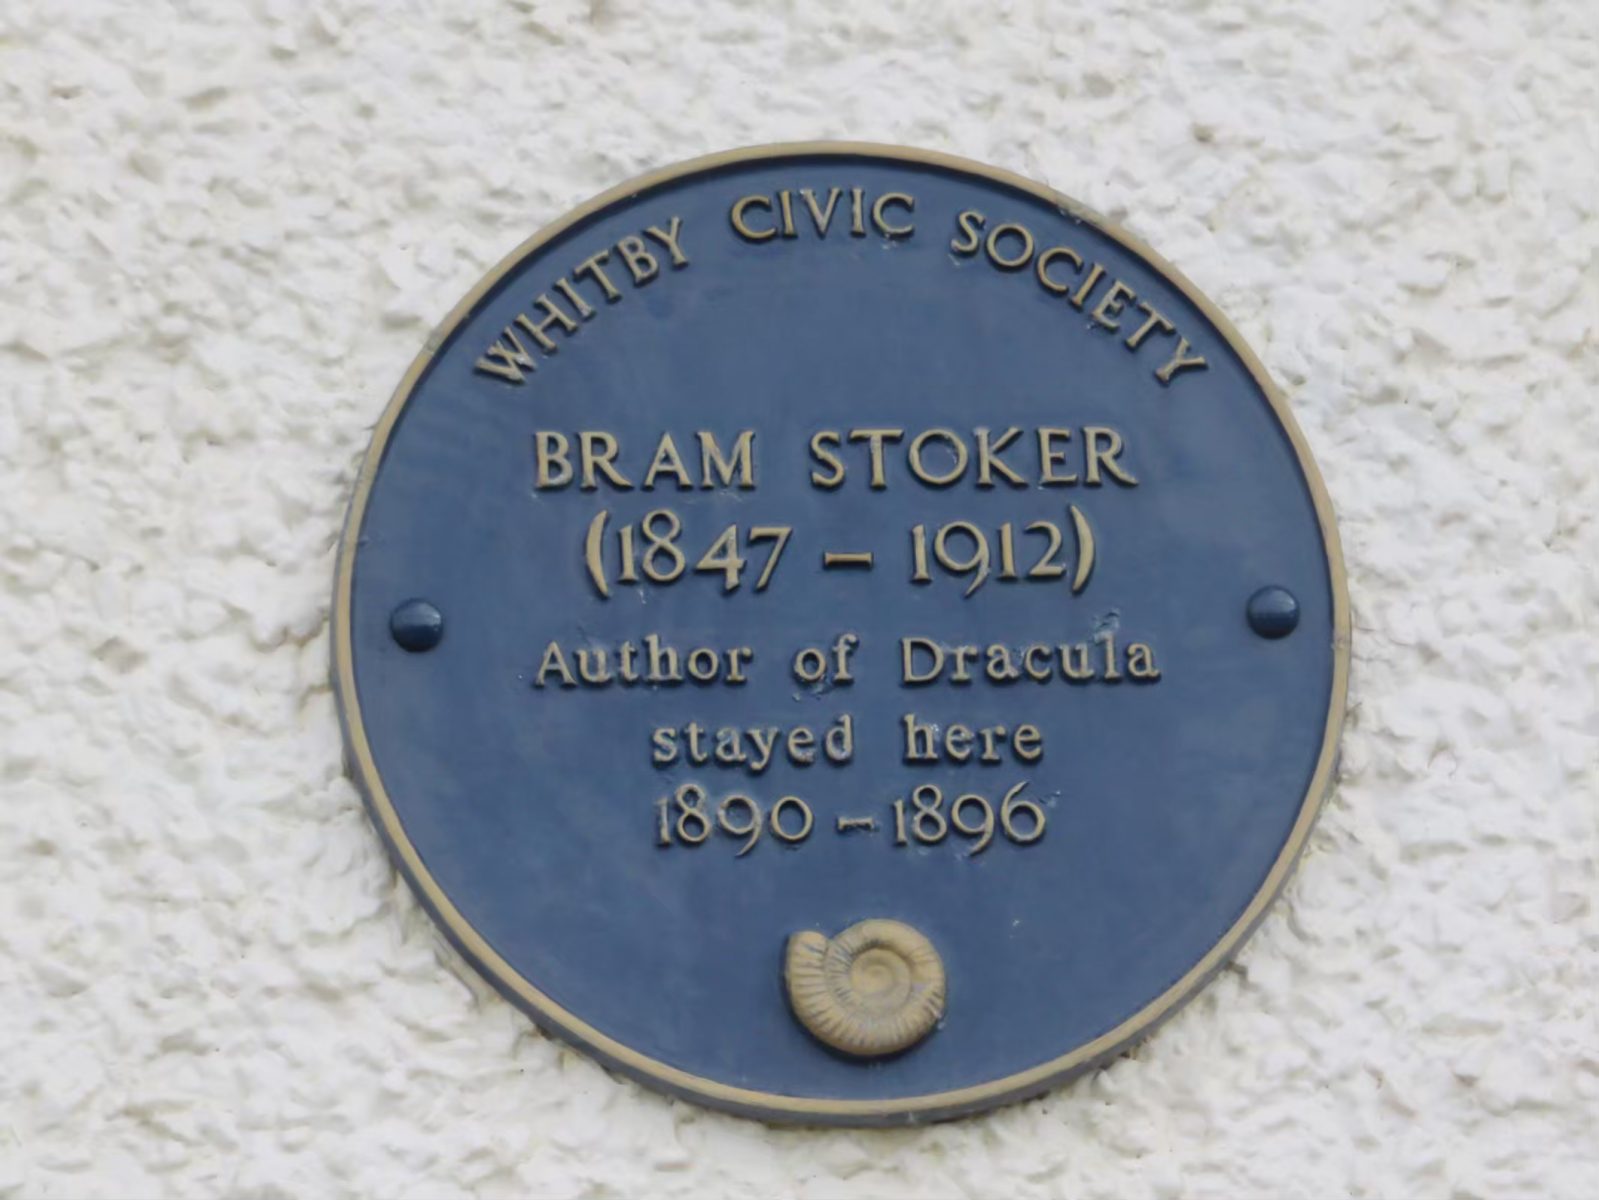 WHITBY CIVIC SOCIETY
BRAM STOKER
(1847 – 1912)
Author of Dracula
stayed here
1890 – 1896